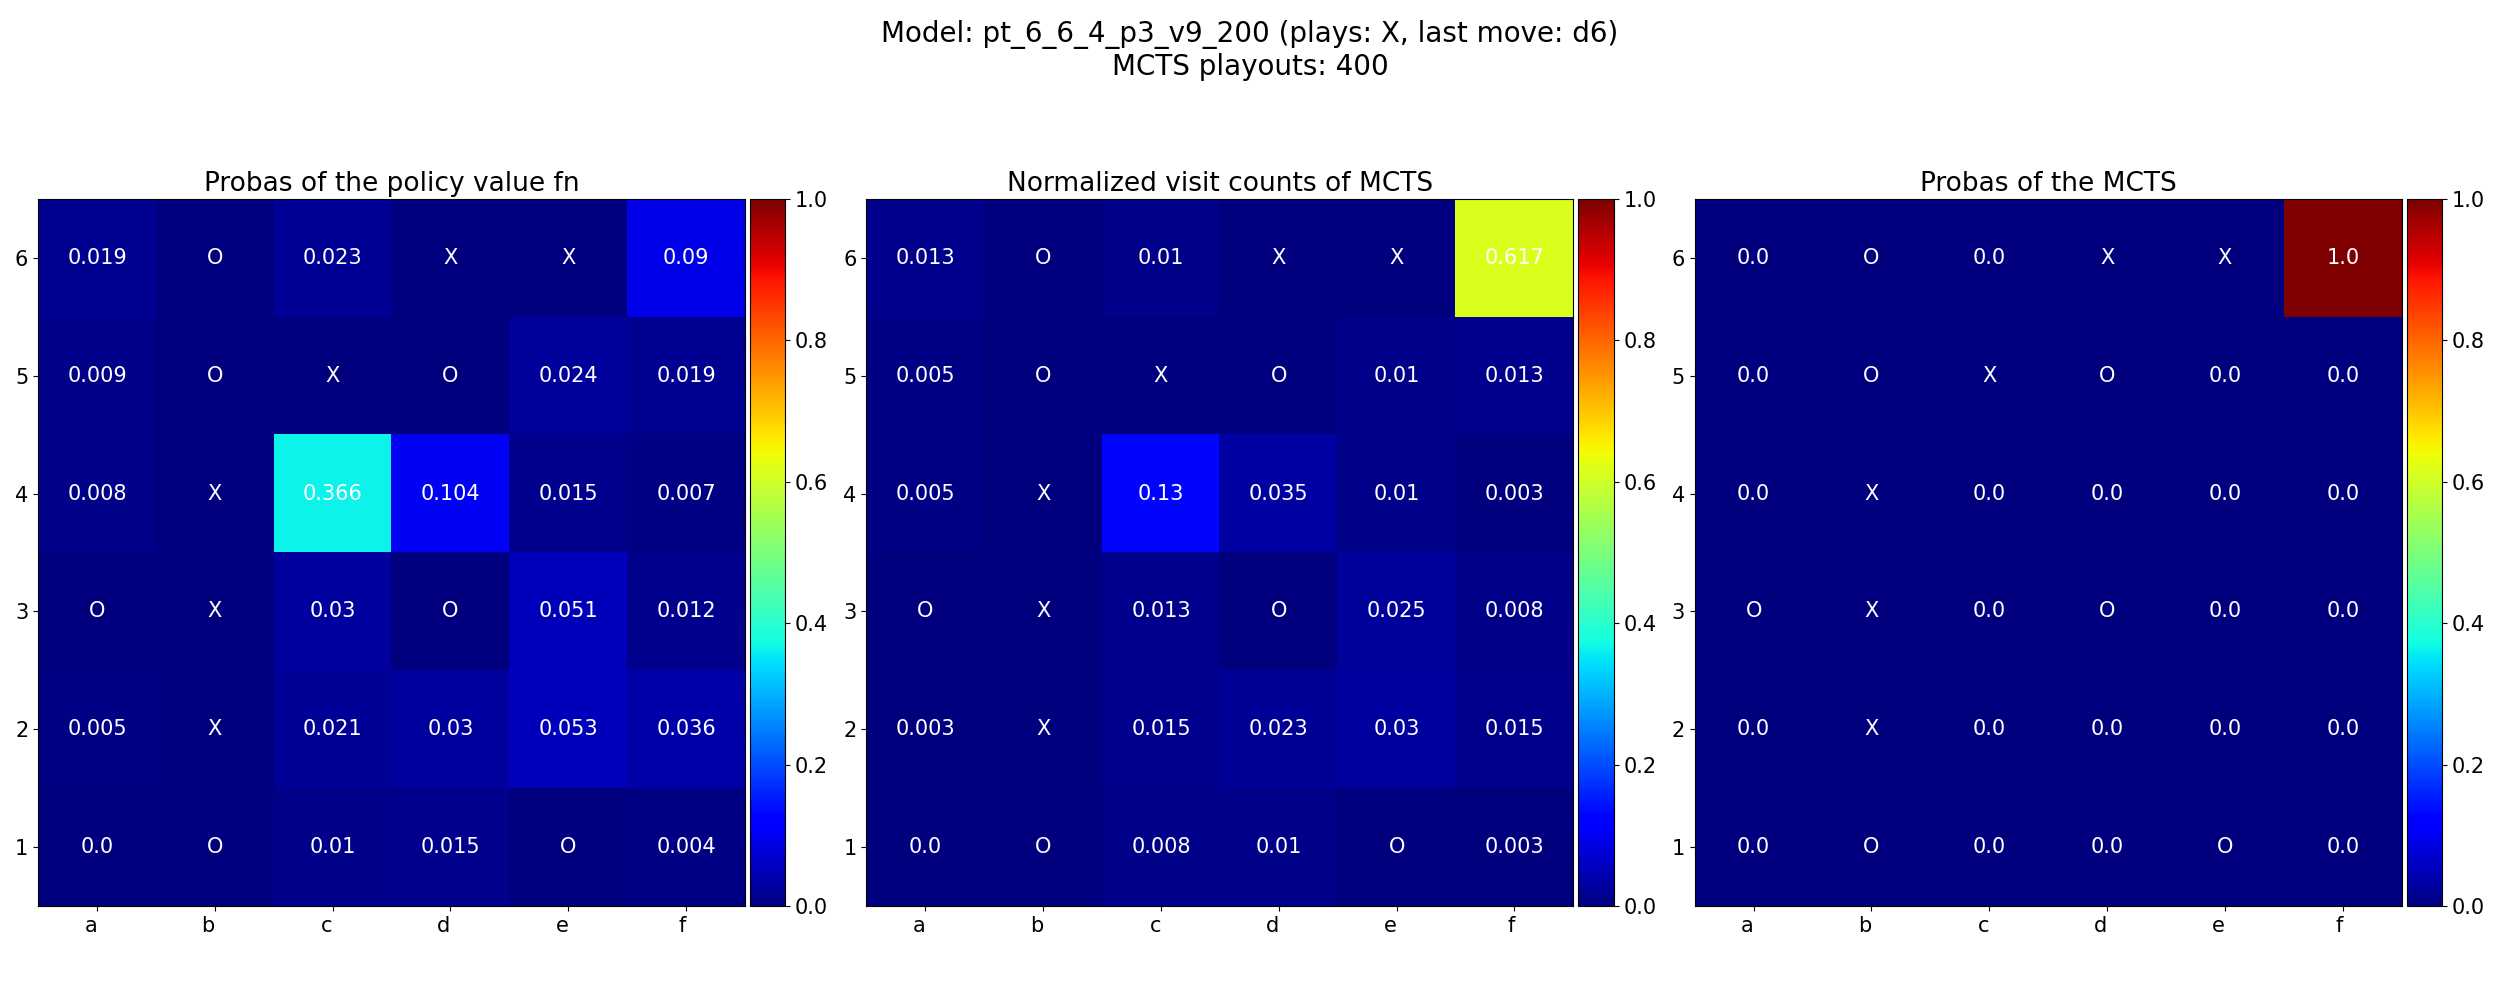 Model: pt_6_6_4_p3_v9_200 (plays: X, last move: d6)
MCTS playouts: 400
Probas of the policy value fn
6 0.019 O 0.023 X X 0.09
5 0.009 O X O 0.024 0.019
4 0.008 X 0.366 0.104 0.015 0.007
3 O X 0.03 O 0.051 0.012
2 0.005 X 0.021 0.03 0.053 0.036
1 0.0 O 0.01 0.015 O 0.004
a b c d e f
1.0
0.8
0.6
0.4
0.2
0.0
Normalized visit counts of MCTS
6 0.013 O 0.01 X X 0.617
5 0.005 O X O 0.01 0.013
4 0.005 X 0.13 0.035 0.01 0.003
3 O X 0.013 O 0.025 0.008
2 0.003 X 0.015 0.023 0.03 0.015
1 0.0 O 0.008 0.01 O 0.003
a b c d e f
1.0
0.8
0.6
0.4
0.2
0.0
Probas of the MCTS
6 0.0 O 0.0 X X 1.0
5 0.0 O X O 0.0 0.0
4 0.0 X 0.0 0.0 0.0 0.0
3 O X 0.0 O 0.0 0.0
2 0.0 X 0.0 0.0 0.0 0.0
1 0.0 O 0.0 0.0 O 0.0
a b c d e f
1.0
0.8
0.6
0.4
0.2
0.0